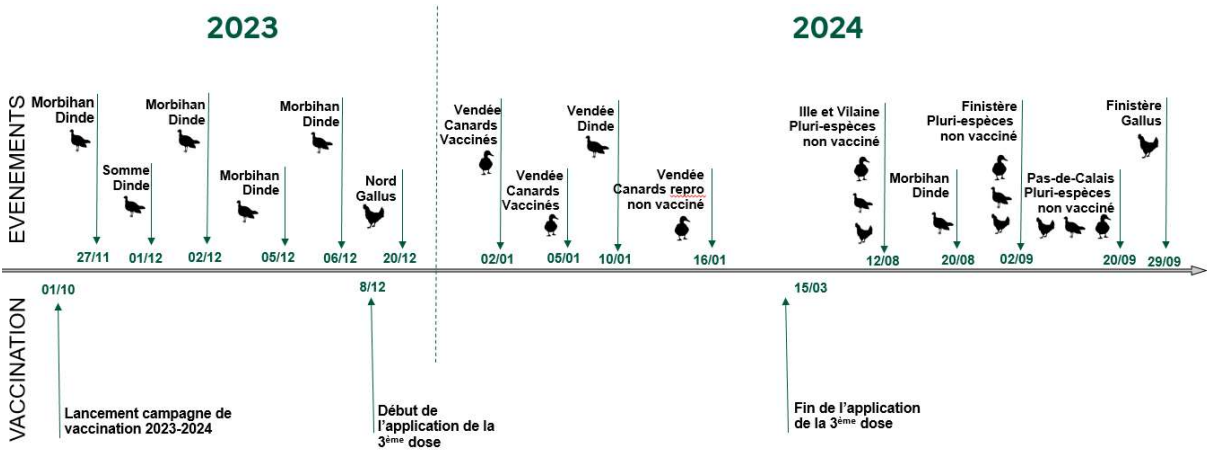 2023
2024
EVENEMENTS
Morbihan
Dinde
27/11
Somme
Dinde
01/12
Morbihan
Dinde
02/12
Morbihan
Dinde
05/12
Morbihan
Dinde
06/12
Nord
Gallus
20/12
Vendée
Canards
Vaccinés
02/01
Vendée
Canards
Vaccinés
05/01
Vendée
Dinde
10/01
Vendée
Canards repro
non vacciné
16/01
Ille et Vilaine
Pluri-espèces
non vacciné
12/08
Morbihan
Dinde
20/08
Finistère
Pluri-espèces
non vacciné
02/09
Pas-de-Calais
Pluri-espèces
non vacciné
20/09
Finistère
Gallus
29/09
VACCINATION
01/10
Lancement campagne de
vaccination 2023-2024
8/12
Début de
l'application de la
3ème dose
15/03
Fin de l'application
de la 3ème dose